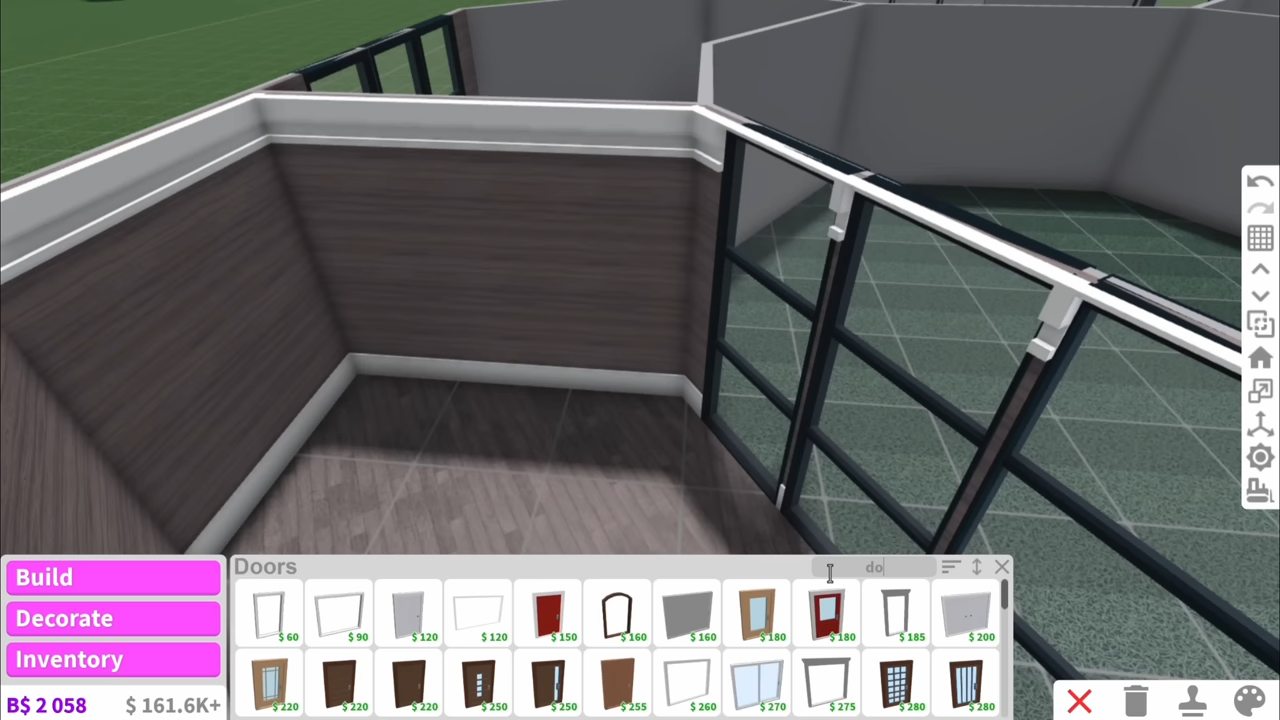 Doors do
$ 60 $ 90 $ 120 $ 120 $ 150 $ 160 $ 160 $ 180 $ 180 $ 185 $ 200
$ 220 $ 220 $ 220 $ 250 $ 250 $ 255 $ 260 $ 270 $ 275 $ 280 $ 280
Build
Decorate
Inventory
B$ 2 058 $ 161.6K+